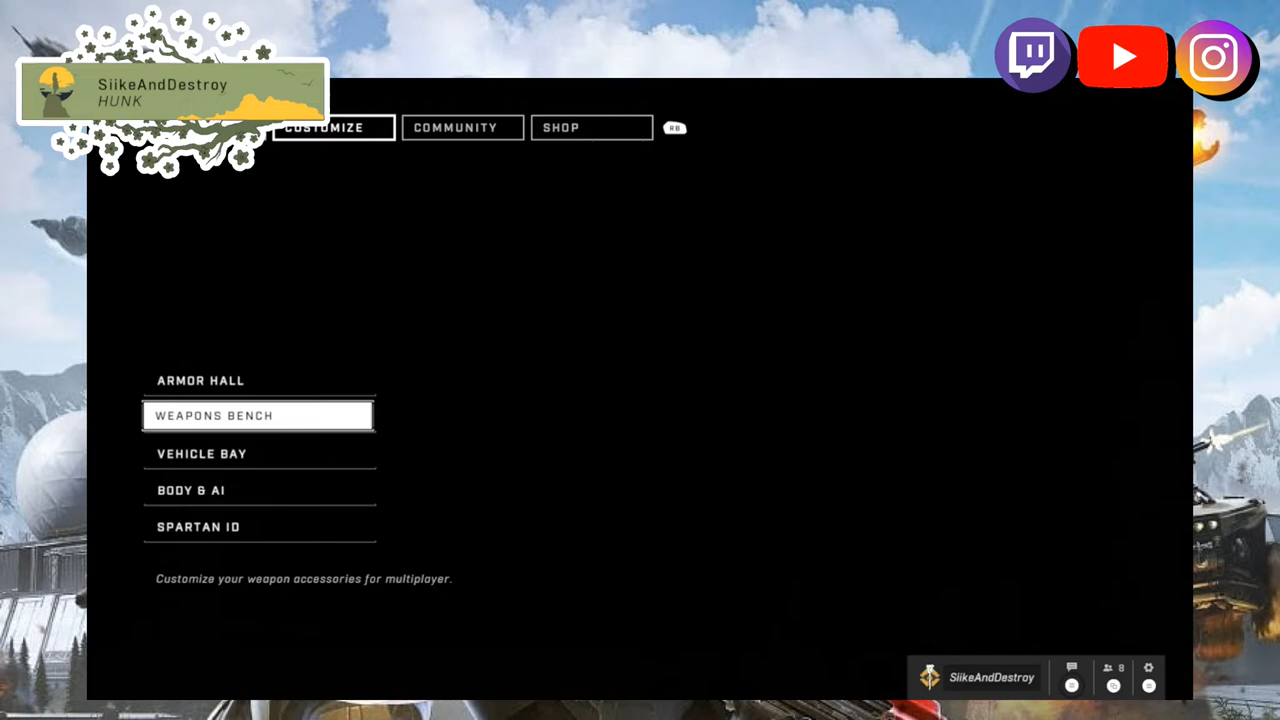 SiikeAndDestroy
HUNK
CUSTOMIZE
COMMUNITY
SHOP
RB
ARMOR HALL
WEAPONS BENCH
VEHICLE BAY
BODY & AI
SPARTAN ID
Customize your weapon accessories for multiplayer.
SiikeAndDestroy
8